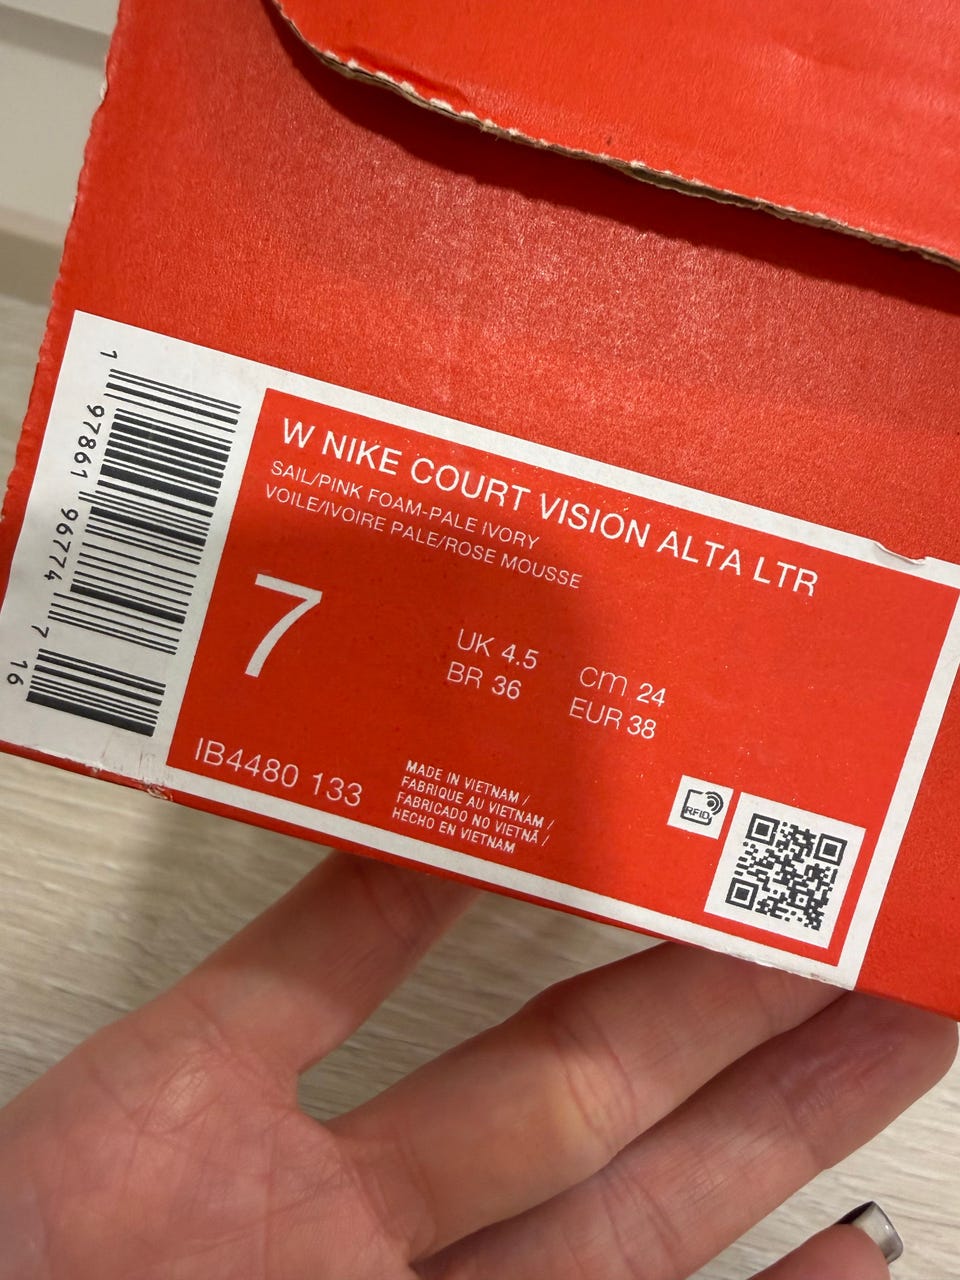 1 97861 96774 7 16
W NIKE COURT VISION ALTA LTR
SAIL/PINK FOAM-PALE IVORY
VOILE/IVOIRE PALE/ROSE MOUSSE
7
UK 4.5
BR 36
cm 24
EUR 38
IB4480 133
MADE IN VIETNAM /
FABRIQUE AU VIETNAM /
FABRICADO NO VIETNÃ /
HECHO EN VIETNAM
RFID